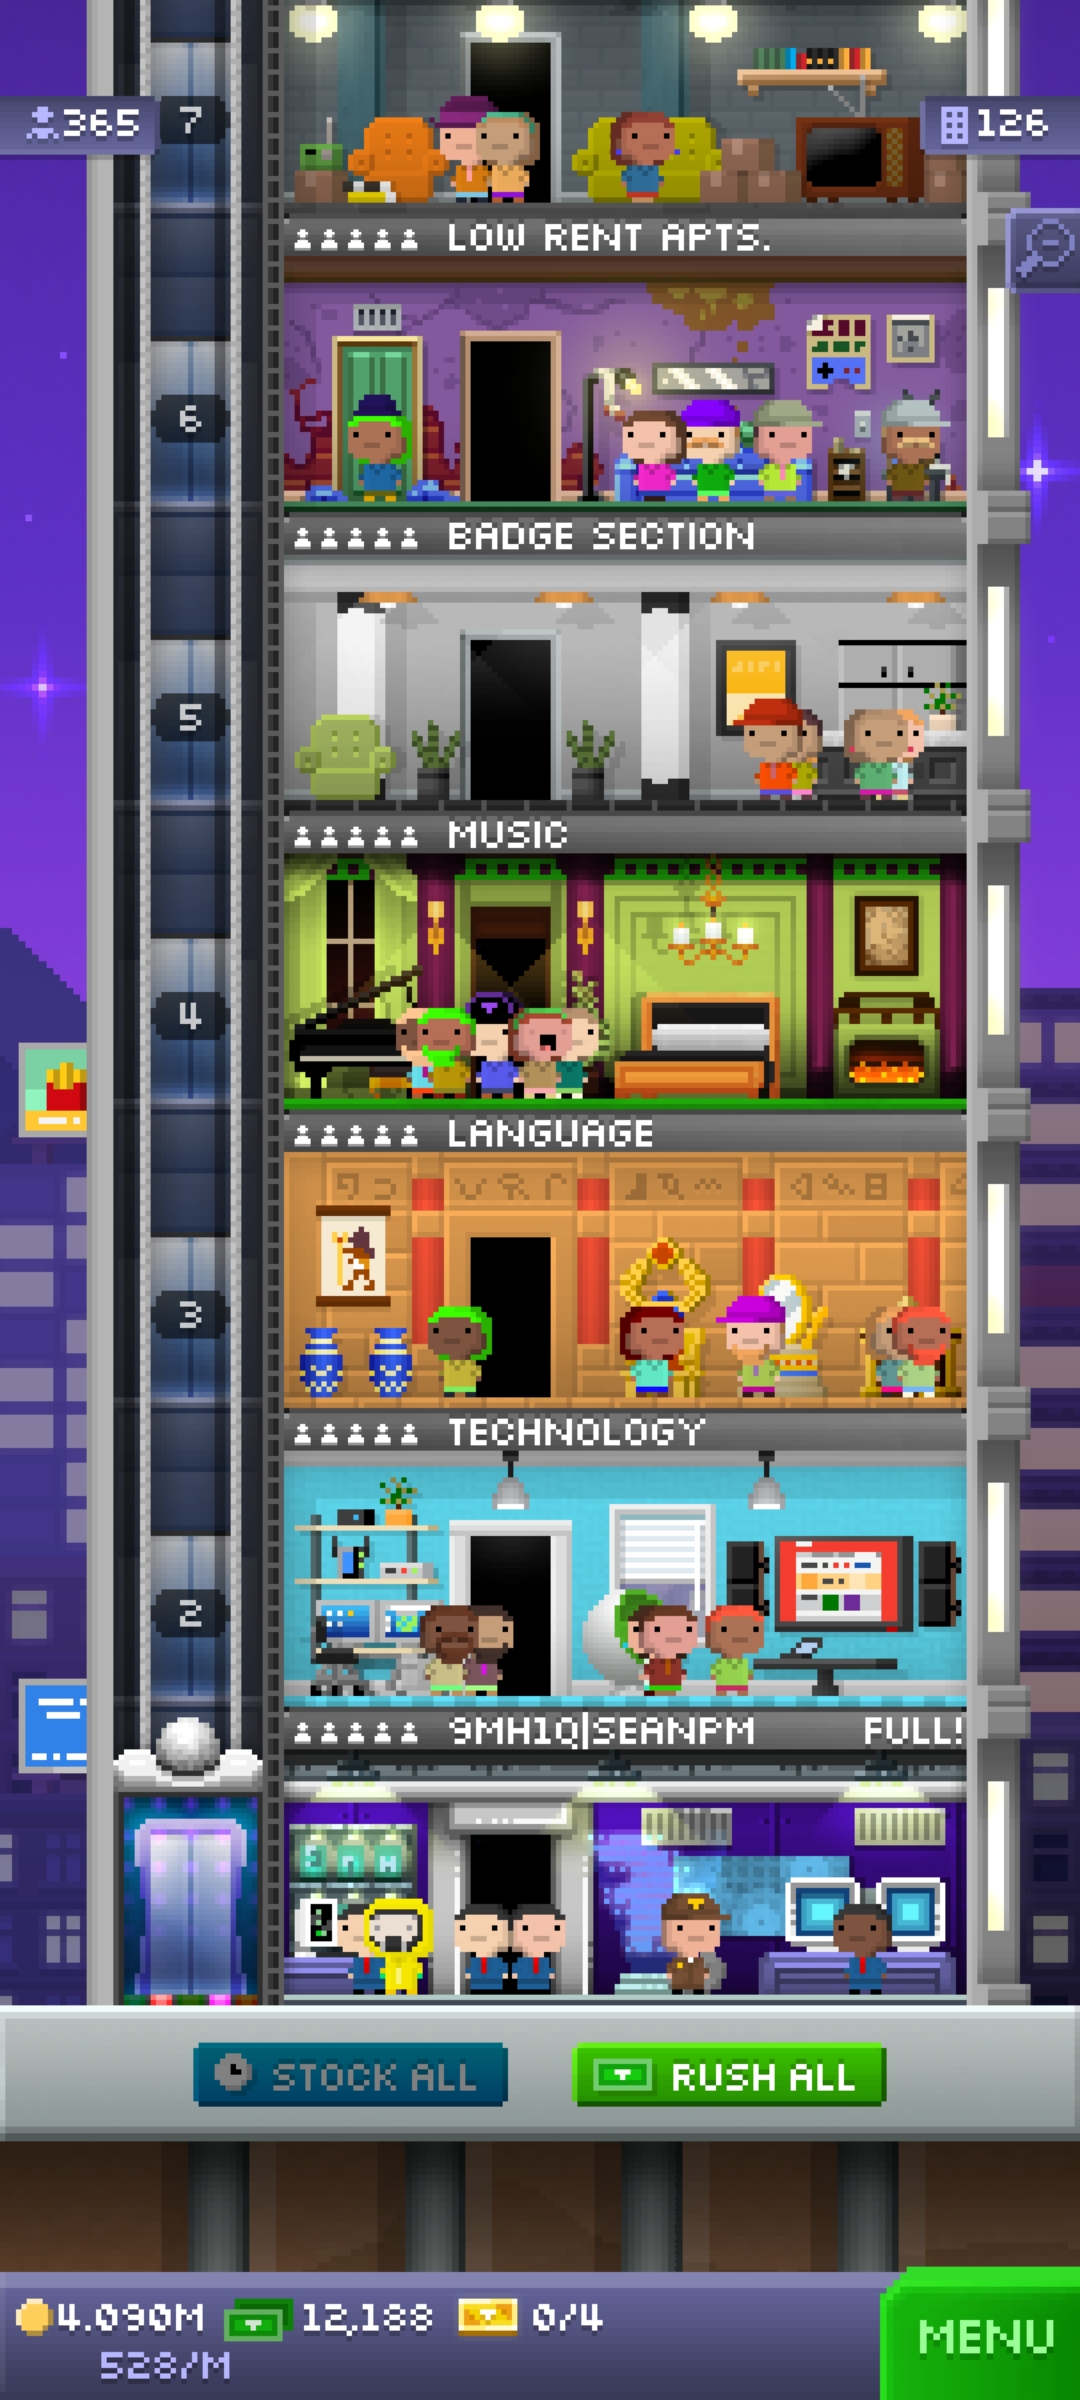 7
365
126
LOW RENT APTS.
6
BADGE SECTION
5
MUSIC
4
LANGUAGE
3
TECHNOLOGY
2
9MH1Q|SEANPM FULL!
STOCK ALL
RUSH ALL
4.090M 12,188 0/4
528/M
MENU